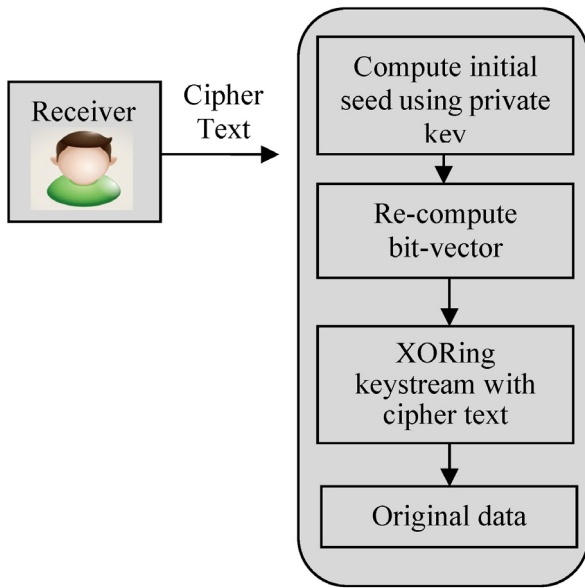 Receiver
Cipher
Text
Compute initial
seed using private
kev
Re-compute
bit-vector
XORing
keystream with
cipher text
Original data